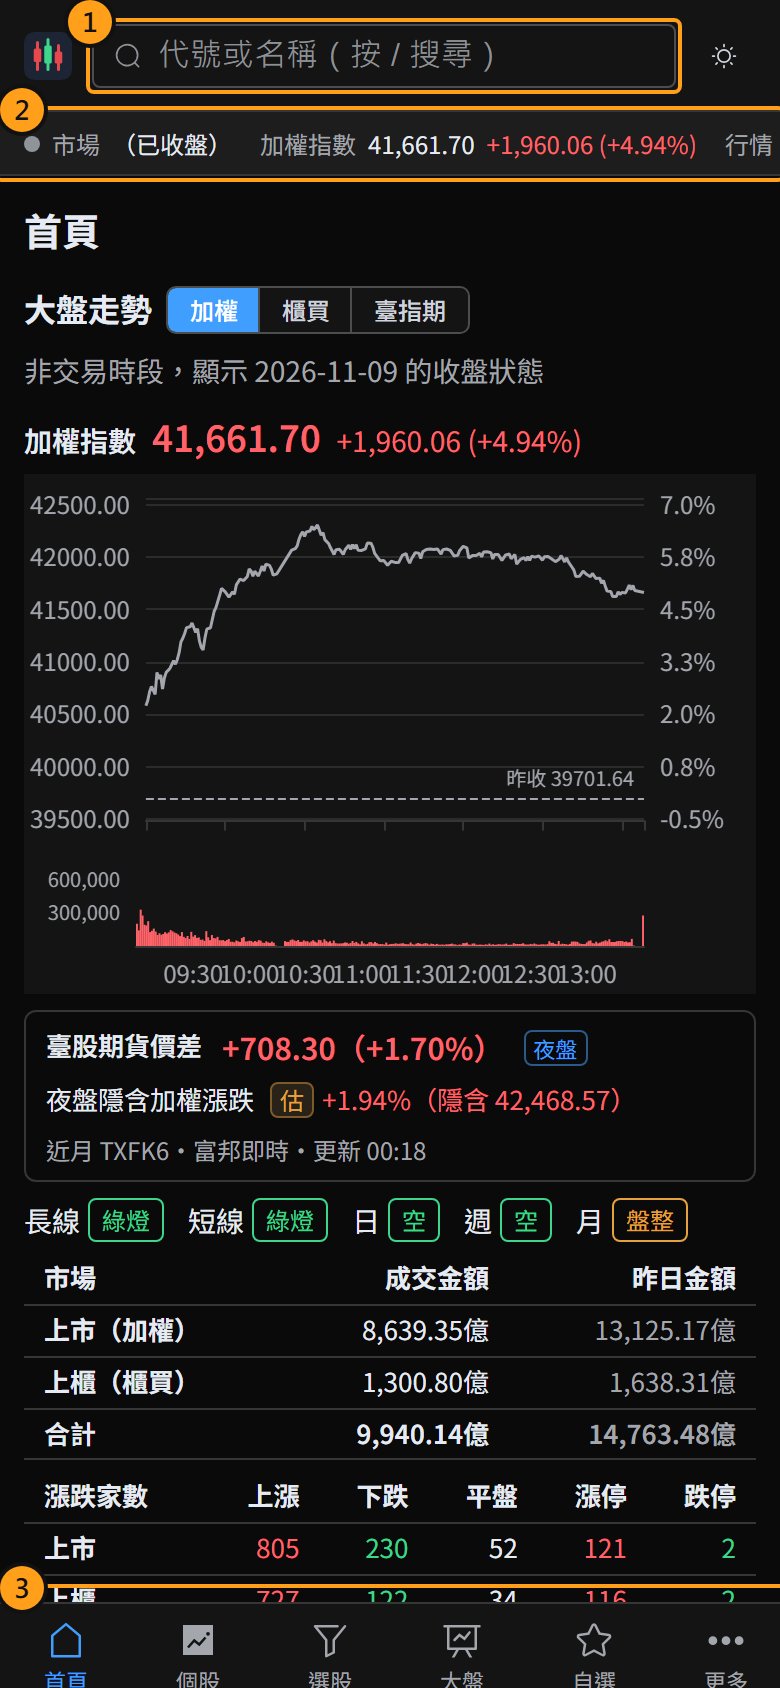 1
代號或名稱 ( 按 / 搜尋 )
2
市場 （已收盤） 加權指數 41,661.70 +1,960.06 (+4.94%) 行情
首頁
大盤走勢 加權 櫃買 臺指期
非交易時段，顯示 2026-11-09 的收盤狀態
加權指數 41,661.70 +1,960.06 (+4.94%)
42500.00 7.0%
42000.00 5.8%
41500.00 4.5%
41000.00 3.3%
40500.00 2.0%
40000.00 0.8%
昨收 39701.64
39500.00 -0.5%
600,000
300,000
09:30 10:00 10:30 11:00 11:30 12:00 12:30 13:00
臺股期貨價差 +708.30（+1.70%） 夜盤
夜盤隱含加權漲跌 估 +1.94%（隱含 42,468.57）
近月 TXFK6・富邦即時・更新 00:18
長線 綠燈 短線 綠燈 日 空 週 空 月 盤整
市場 成交金額 昨日金額
上市（加權） 8,639.35億 13,125.17億
上櫃（櫃買） 1,300.80億 1,638.31億
合計 9,940.14億 14,763.48億
漲跌家數 上漲 下跌 平盤 漲停 跌停
上市 805 230 52 121 2
3
上櫃 727 122 34 116 2
首頁 個股 選股 大盤 自選 更多